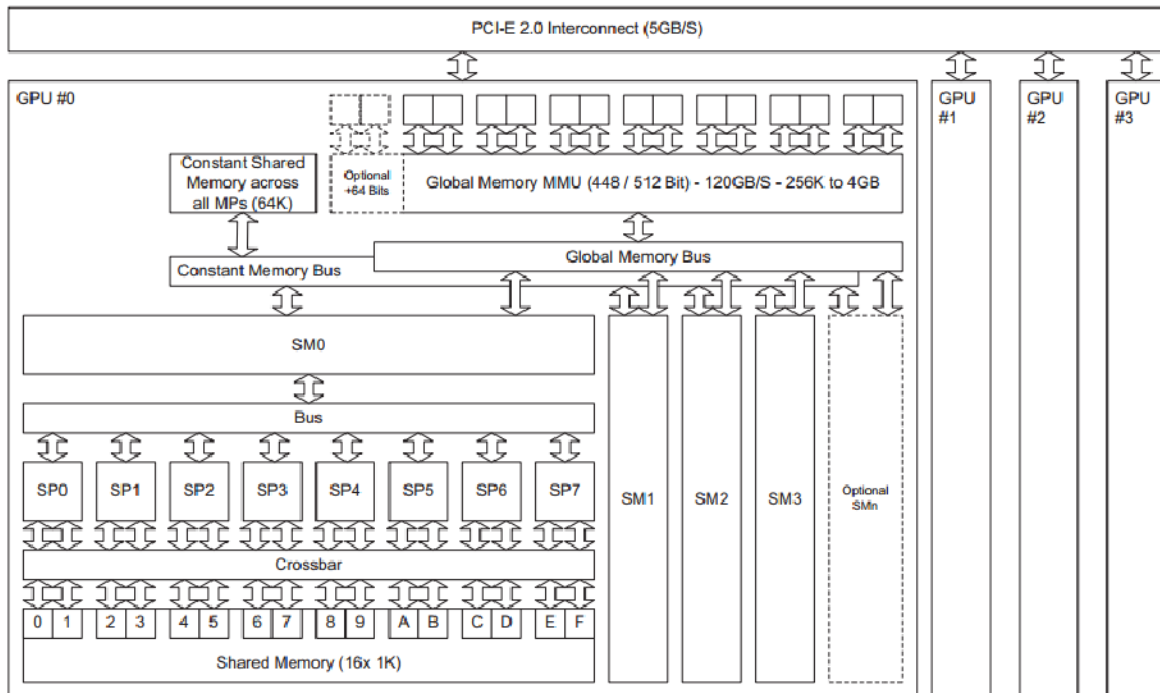 PCI-E 2.0 Interconnect (5GB/S)
GPU #0
GPU
#1
GPU
#2
GPU
#3
Constant Shared
Memory across
all MPs (64K)
Optional
+64 Bits
Global Memory MMU (448 / 512 Bit) - 120GB/S - 256K to 4GB
Global Memory Bus
Constant Memory Bus
SM0
Bus
SP0
SP1
SP2
SP3
SP4
SP5
SP6
SP7
SM1
SM2
SM3
Optional
SMn
Crossbar
0 1 2 3 4 5 6 7 8 9 A B C D E F
Shared Memory (16x 1K)